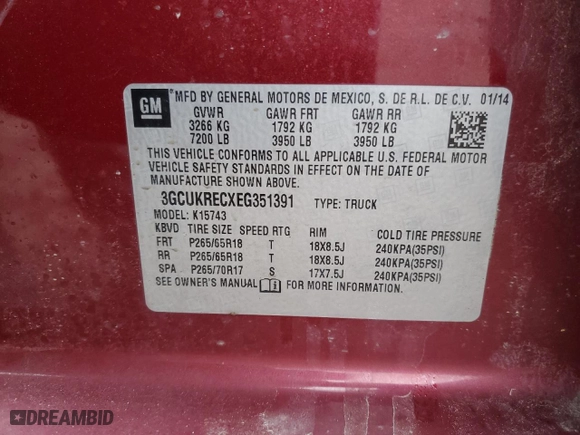 GM MFD BY GENERAL MOTORS DE MEXICO, S. DE R.L. DE C.V. 01/14
GVWR GAWR FRT GAWR RR
3266 KG 1792 KG 1792 KG
7200 LB 3950 LB 3950 LB
THIS VEHICLE CONFORMS TO ALL APPLICABLE U.S. FEDERAL MOTOR
VEHICLE SAFETY STANDARDS IN EFFECT ON THE DATE OF
MANUFACTURE SHOWN ABOVE.
3GCUKRECXEG351391 TYPE: TRUCK
MODEL: K15743
KBVD TIRE SIZE SPEED RTG RIM COLD TIRE PRESSURE
FRT P265/65R18 T 18X8.5J 240KPA(35PSI)
RR P265/65R18 T 18X8.5J 240KPA(35PSI)
SPA P265/70R17 S 17X7.5J 240KPA(35PSI)
SEE OWNER'S MANUAL FOR MORE INFORMATION.
DREAMBID